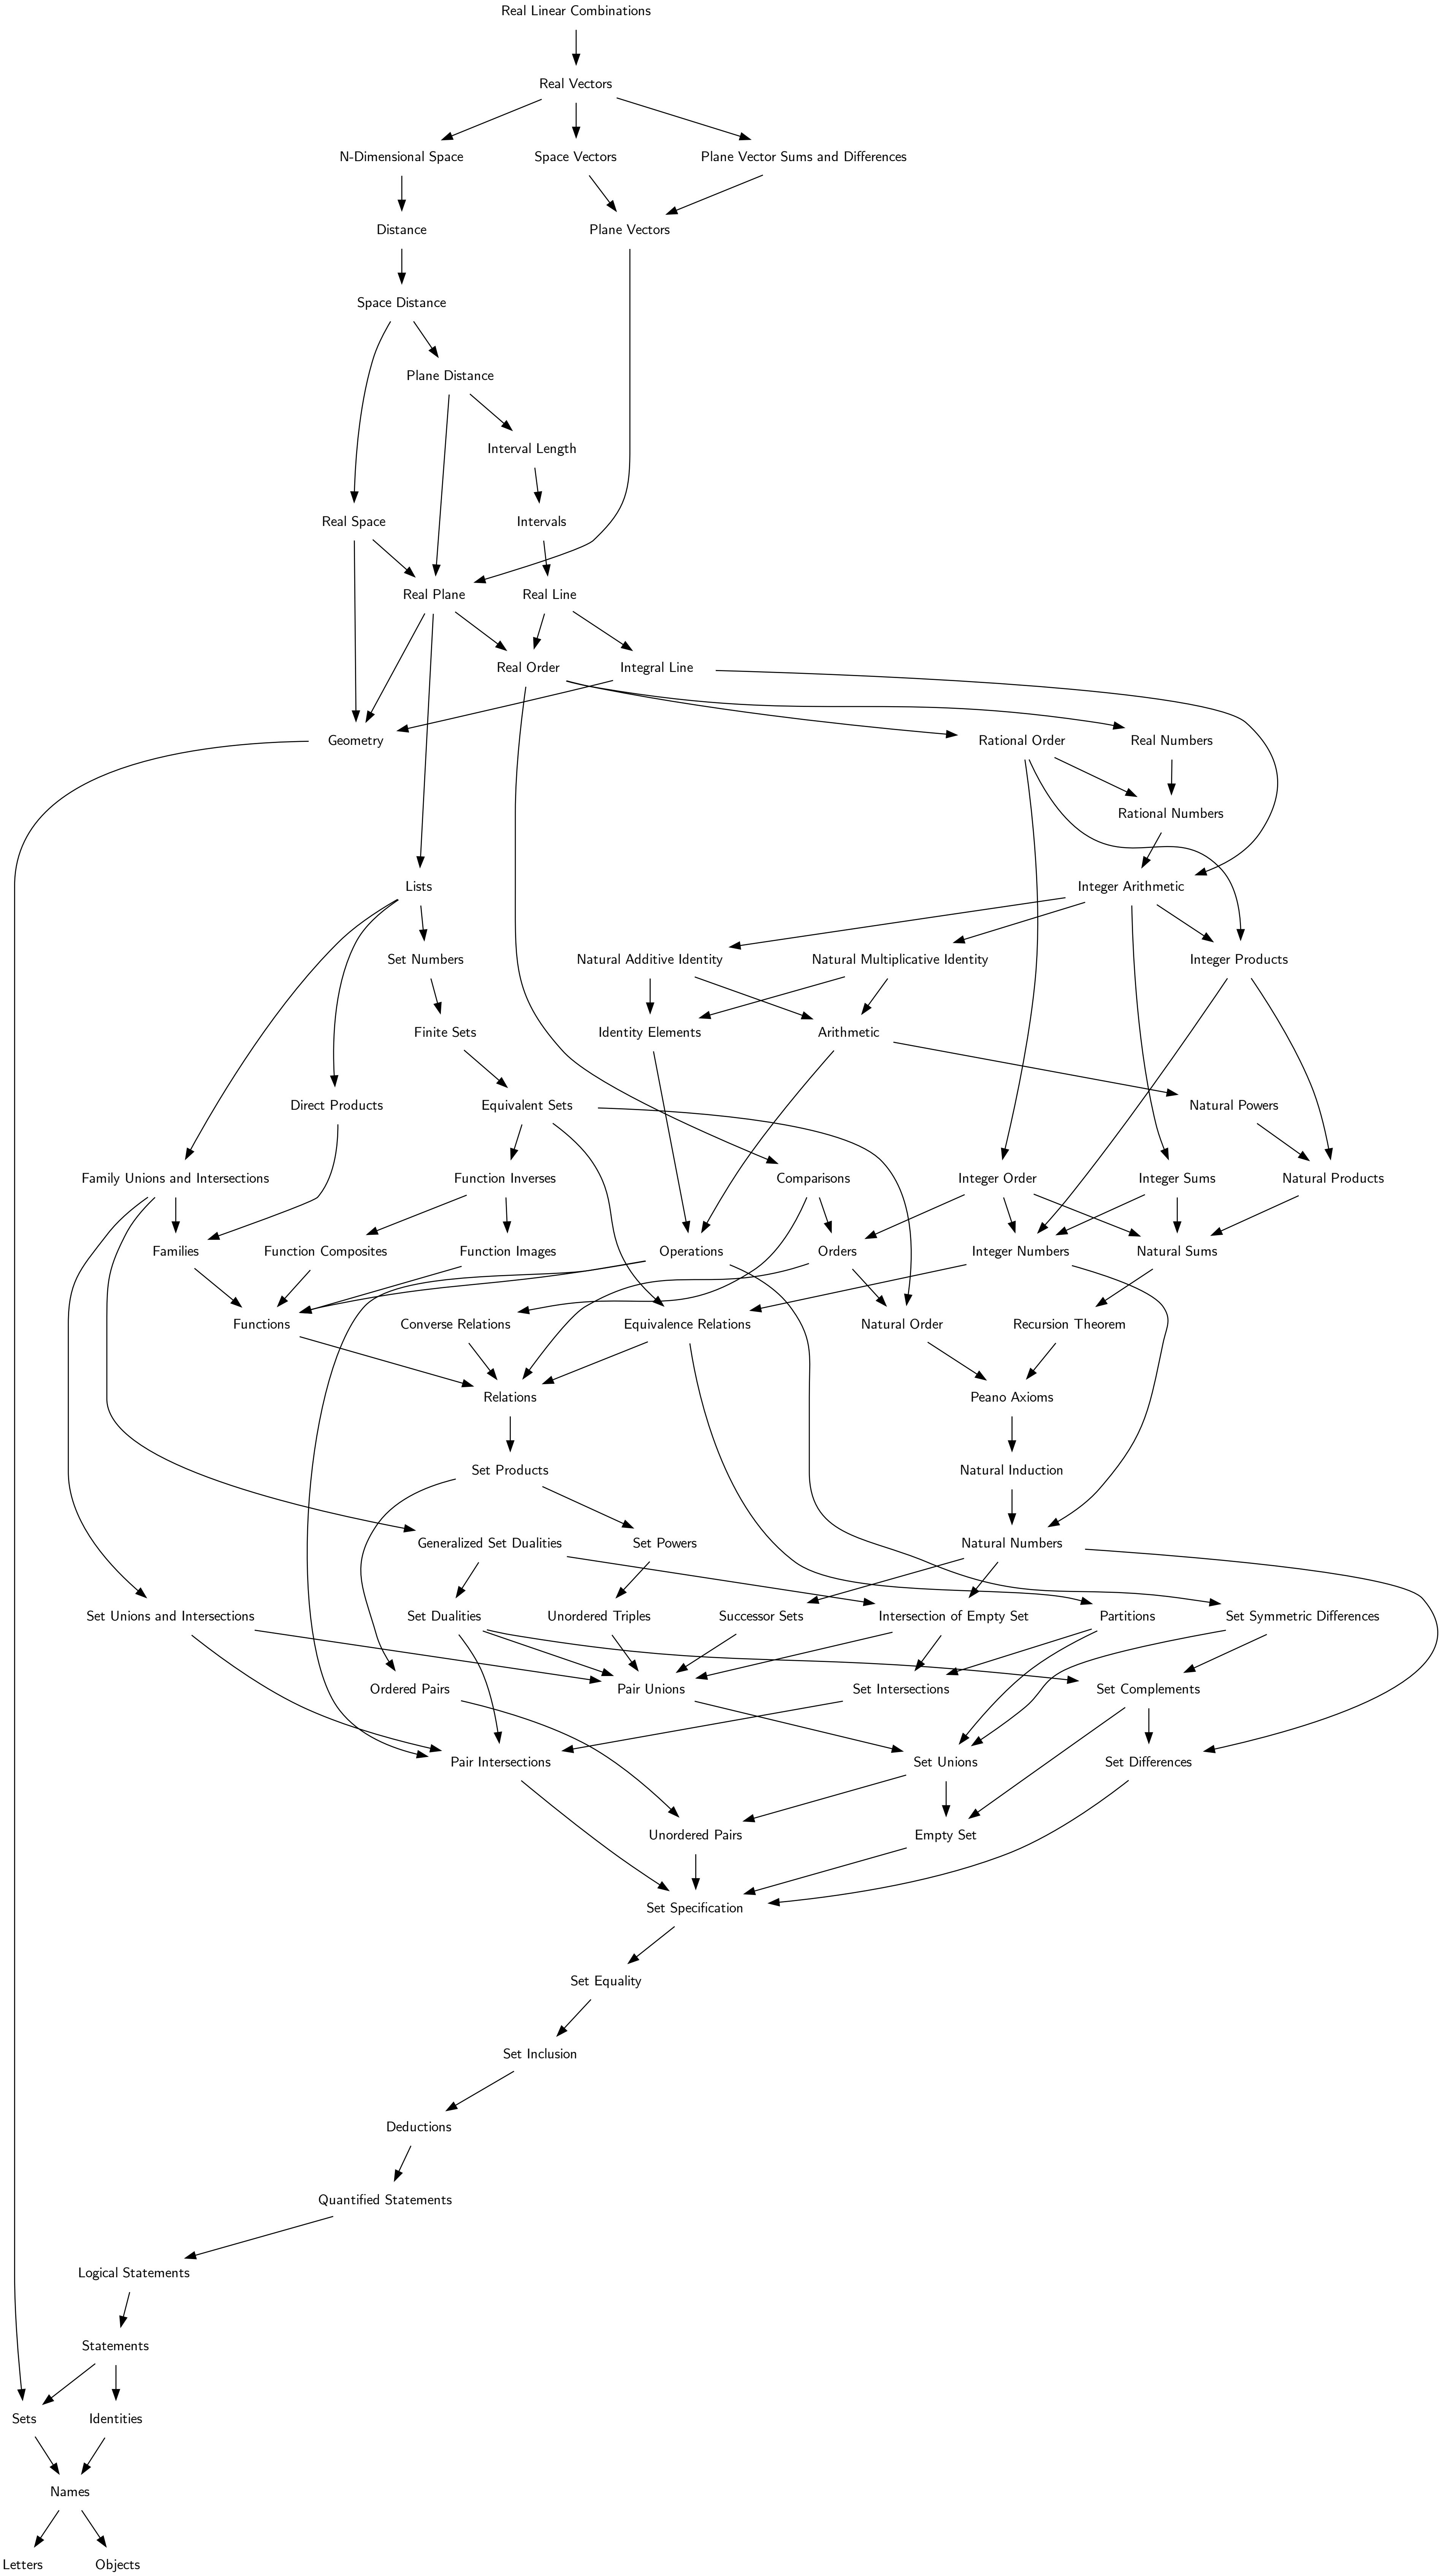 Real Linear Combinations
Real Vectors
N-Dimensional Space
Space Vectors
Plane Vector Sums and Differences
Distance
Plane Vectors
Space Distance
Plane Distance
Interval Length
Real Space
Intervals
Real Plane
Real Line
Real Order
Integral Line
Geometry
Rational Order
Real Numbers
Rational Numbers
Lists
Integer Arithmetic
Set Numbers
Natural Additive Identity
Natural Multiplicative Identity
Integer Products
Finite Sets
Identity Elements
Arithmetic
Direct Products
Equivalent Sets
Natural Powers
Family Unions and Intersections
Function Inverses
Comparisons
Integer Order
Integer Sums
Natural Products
Families
Function Composites
Function Images
Operations
Orders
Integer Numbers
Natural Sums
Functions
Converse Relations
Equivalence Relations
Natural Order
Recursion Theorem
Relations
Peano Axioms
Set Products
Natural Induction
Generalized Set Dualities
Set Powers
Natural Numbers
Set Unions and Intersections
Set Dualities
Unordered Triples
Successor Sets
Intersection of Empty Set
Partitions
Set Symmetric Differences
Ordered Pairs
Pair Unions
Set Intersections
Set Complements
Pair Intersections
Set Unions
Set Differences
Unordered Pairs
Empty Set
Set Specification
Set Equality
Set Inclusion
Deductions
Quantified Statements
Logical Statements
Statements
Sets
Identities
Names
Letters
Objects